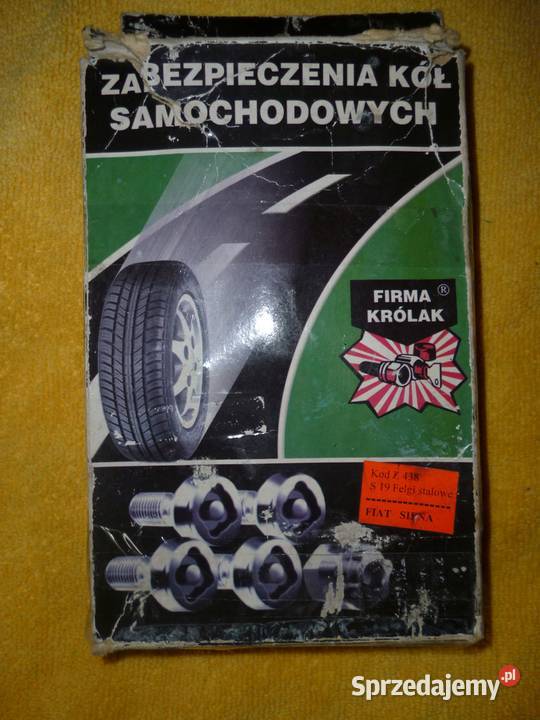 ZABEZPIECZENIA KÓŁ
SAMOCHODOWYCH
FIRMA ®
KRÓLAK
Kod Z 438
S 19 Felgi stalowe
FIAT SIENA
Sprzedajemy.pl